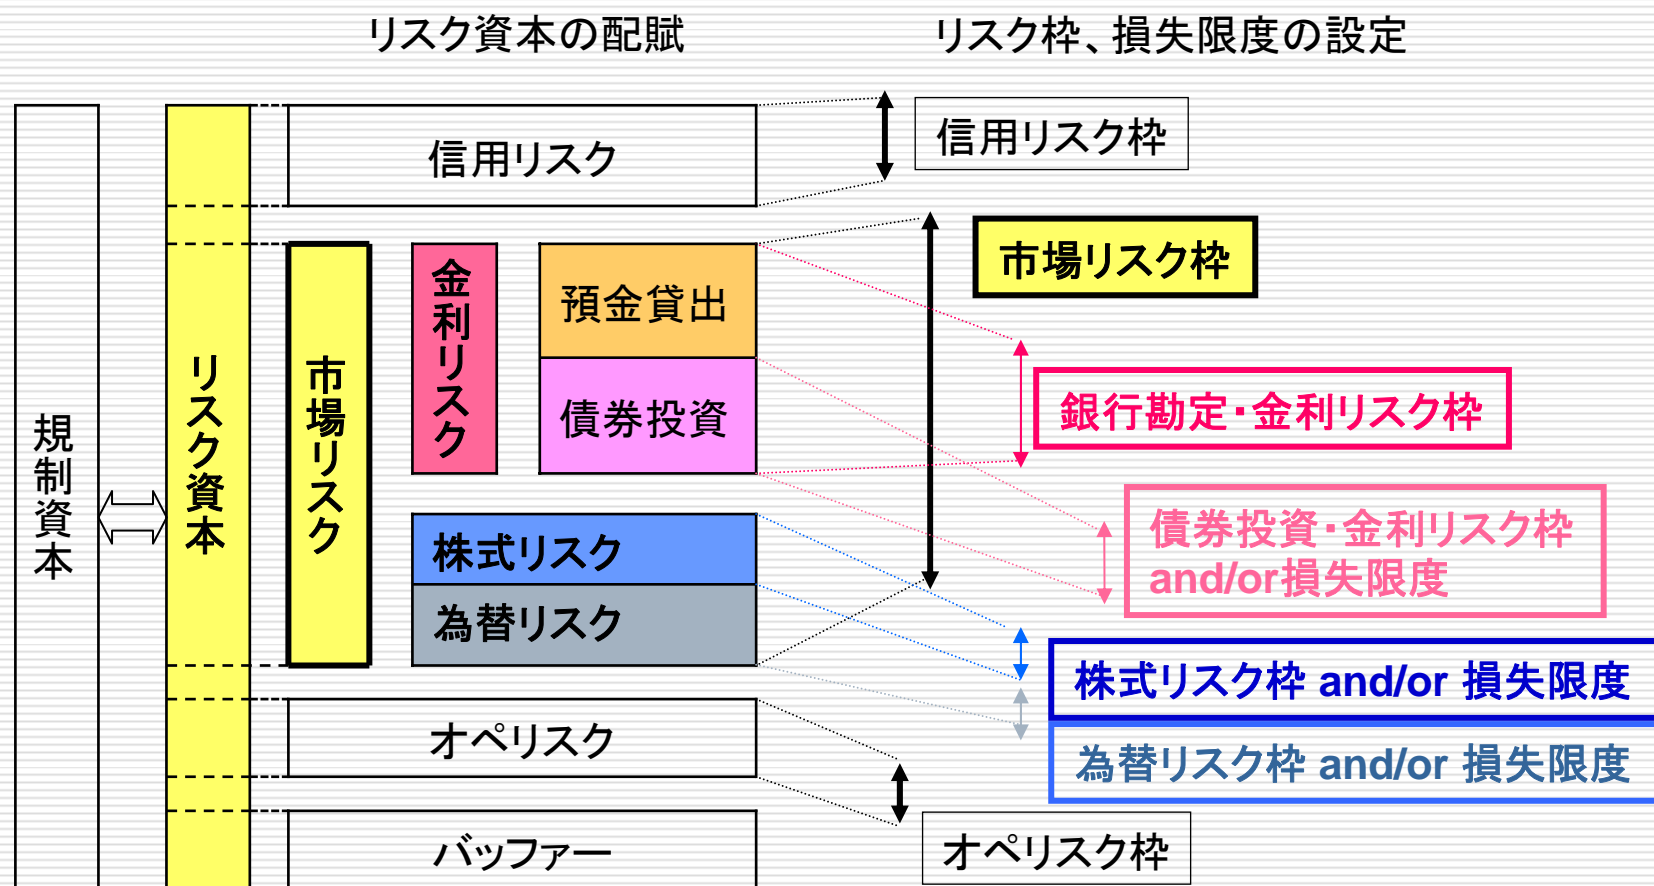 リスク資本の配賦
リスク枠、損失限度の設定
規制資本
リスク資本
信用リスク
信用リスク枠
市場リスク
金利リスク
預金貸出
債券投資
株式リスク
為替リスク
市場リスク枠
銀行勘定・金利リスク枠
債券投資・金利リスク枠
and/or損失限度
株式リスク枠 and/or 損失限度
為替リスク枠 and/or 損失限度
オペリスク
オペリスク枠
バッファー